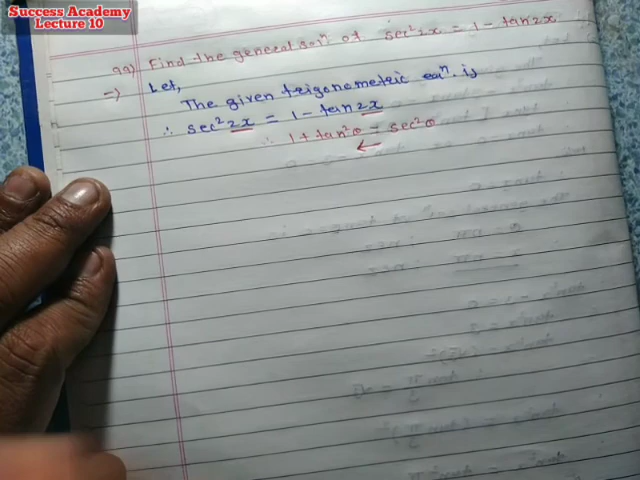 Success Academy
Lecture 10
Find the general soln of sec²2x = 1 - tan2x
→) Let,
The given trigonometric eqn. is
∴ sec²2x = 1 - tan2x
∴ 1 + tan²θ = sec²θ
←